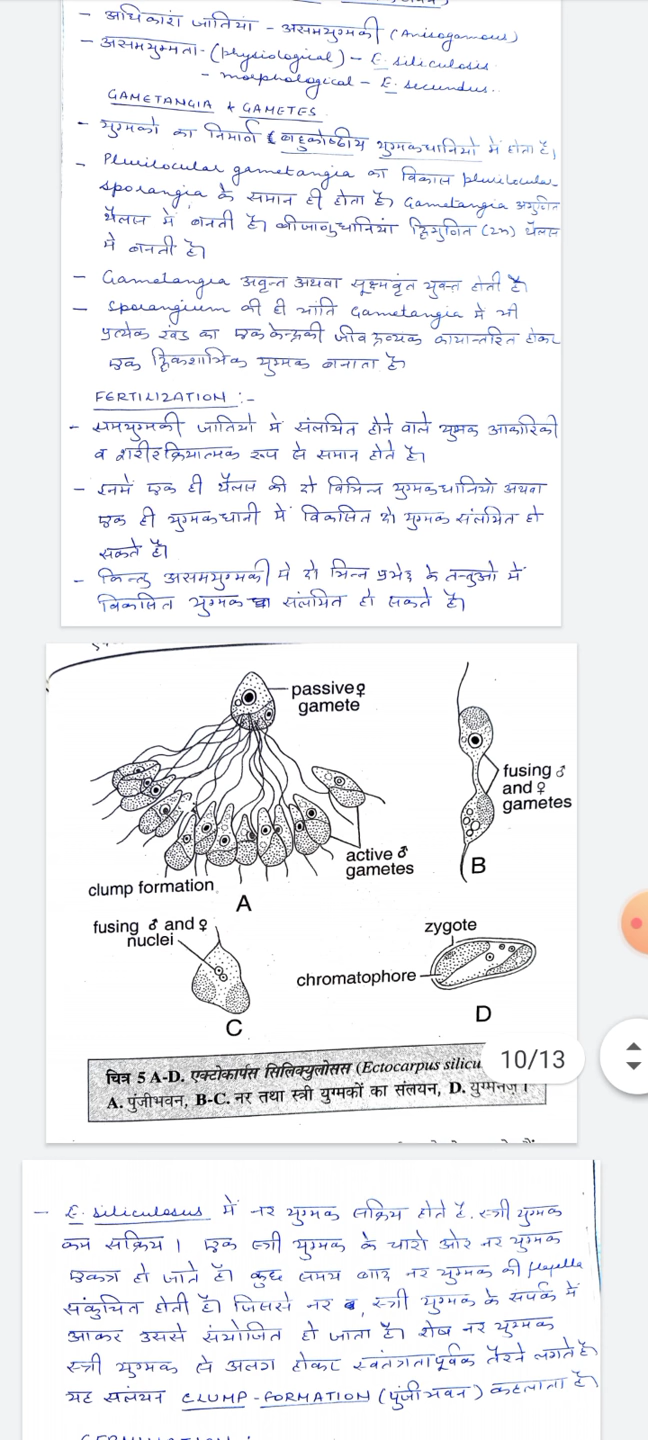 - अधिकांश जातियां - असमयुग्मकी (Anisogamous)
- असमयुग्मता - (physiological) - E. siliculosis
- morphological - E. secundus.
GAMETANGIA & GAMETES
- युग्मको का निर्माण बहुकोष्ठीय युग्मकधानियो में होता है।
- Plurilocular gametangia का विकास plurilocular
sporangia के समान ही होता है। Gametangia अगुणित
थैलस में बनती है। बीजाणुधानियां द्विगुणित (2n) थैलस
मे बनती है।
- Gametangia अवृन्त अथवा सूक्ष्मवृंत युक्त होती है
- Sporangium की ही भांति Gametangia मे भी
प्रत्येक खंड का एककेन्द्रकी जीव द्रव्यक कायान्तरित होकर
एक द्विकशाभिक युग्मक बनाता है।
FERTILIZATION :-
- समयुग्मकी जातियो मे संलयित होने वाले युग्मक आकारिकी
व शरीरक्रियात्मक रूप से समान होते है।
- इनमें एक ही थैलस की दो विभिन्न युग्मकधानियो अथवा
एक ही युग्मकधानी में विकसित दो युग्मक संलयित हो
सकते है।
- किन्तु असमयुग्मकी मे दो भिन्न प्रभेद के तन्तुओ में
विकसित युग्मक संलयित हो सकते है।
passive♀
gamete
fusing ♂
and ♀
gametes
active ♂
gametes
B
clump formation
A
fusing ♂ and ♀
nuclei
zygote
chromatophore
D
C
10/13
चित्र 5 A-D. एक्टोकार्पस सिलिक्युलोसस (Ectocarpus silicu
A. पुंजीभवन, B-C. नर तथा स्त्री युग्मकों का संलयन, D. युग्मनज।
- E. siliculosus में नर युग्मक सक्रिय होते है. स्त्री युग्मक
कम सक्रिय। एक स्त्री युग्मक के चारो ओर नर युग्मक
एकत्र हो जाते है। कुछ समय बाद नर युग्मक की flagella
संकुचित होती है। जिससे नर, स्त्री युग्मक के सपर्क में
आकर उससे संयोजित हो जाता है। शेष नर युग्मक
स्त्री युग्मक से अलग होकर स्वतंत्रतापूर्वक तैरने लगते है
यह संलयन CLUMP-FORMATION (पुंजीभवन) कहलाता है।